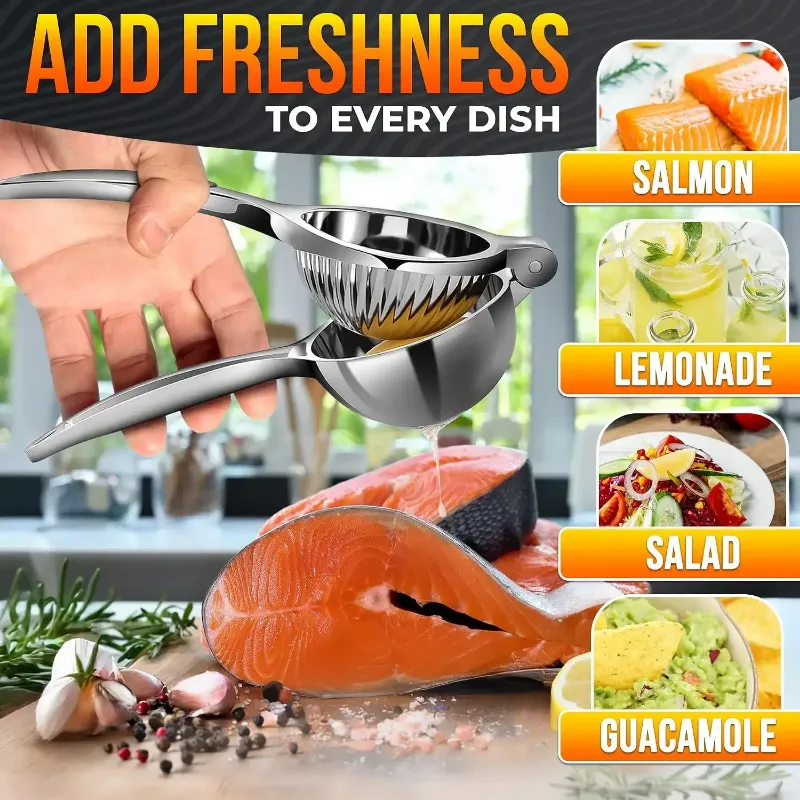 ADD FRESHNESS
TO EVERY DISH
SALMON
LEMONADE
SALAD
GUACAMOLE